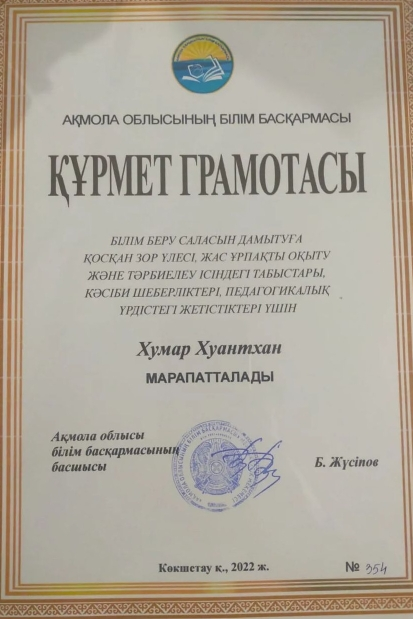 АҚМОЛА ОБЛЫСЫНЫҢ БІЛІМ БАСҚАРМАСЫ
ҚҰРМЕТ ГРАМОТАСЫ
БІЛІМ БЕРУ САЛАСЫН ДАМЫТУҒА
ҚОСҚАН ЗОР ҮЛЕСІ, ЖАС ҰРПАҚТЫ ОҚЫТУ
ЖӘНЕ ТӘРБИЕЛЕУ ІСІНДЕГІ ТАБЫСТАРЫ,
КӘСІБИ ШЕБЕРЛІКТЕРІ, ПЕДАГОГИКАЛЫҚ
ҮРДІСТЕГІ ЖЕТІСТІКТЕРІ ҮШІН
Хумар Хуантхан
МАРАПАТТАЛАДЫ
Ақмола облысы
білім басқармасының
басшысы
Б. Жүсіпов
Көкшетау қ., 2022 ж.
№ 354